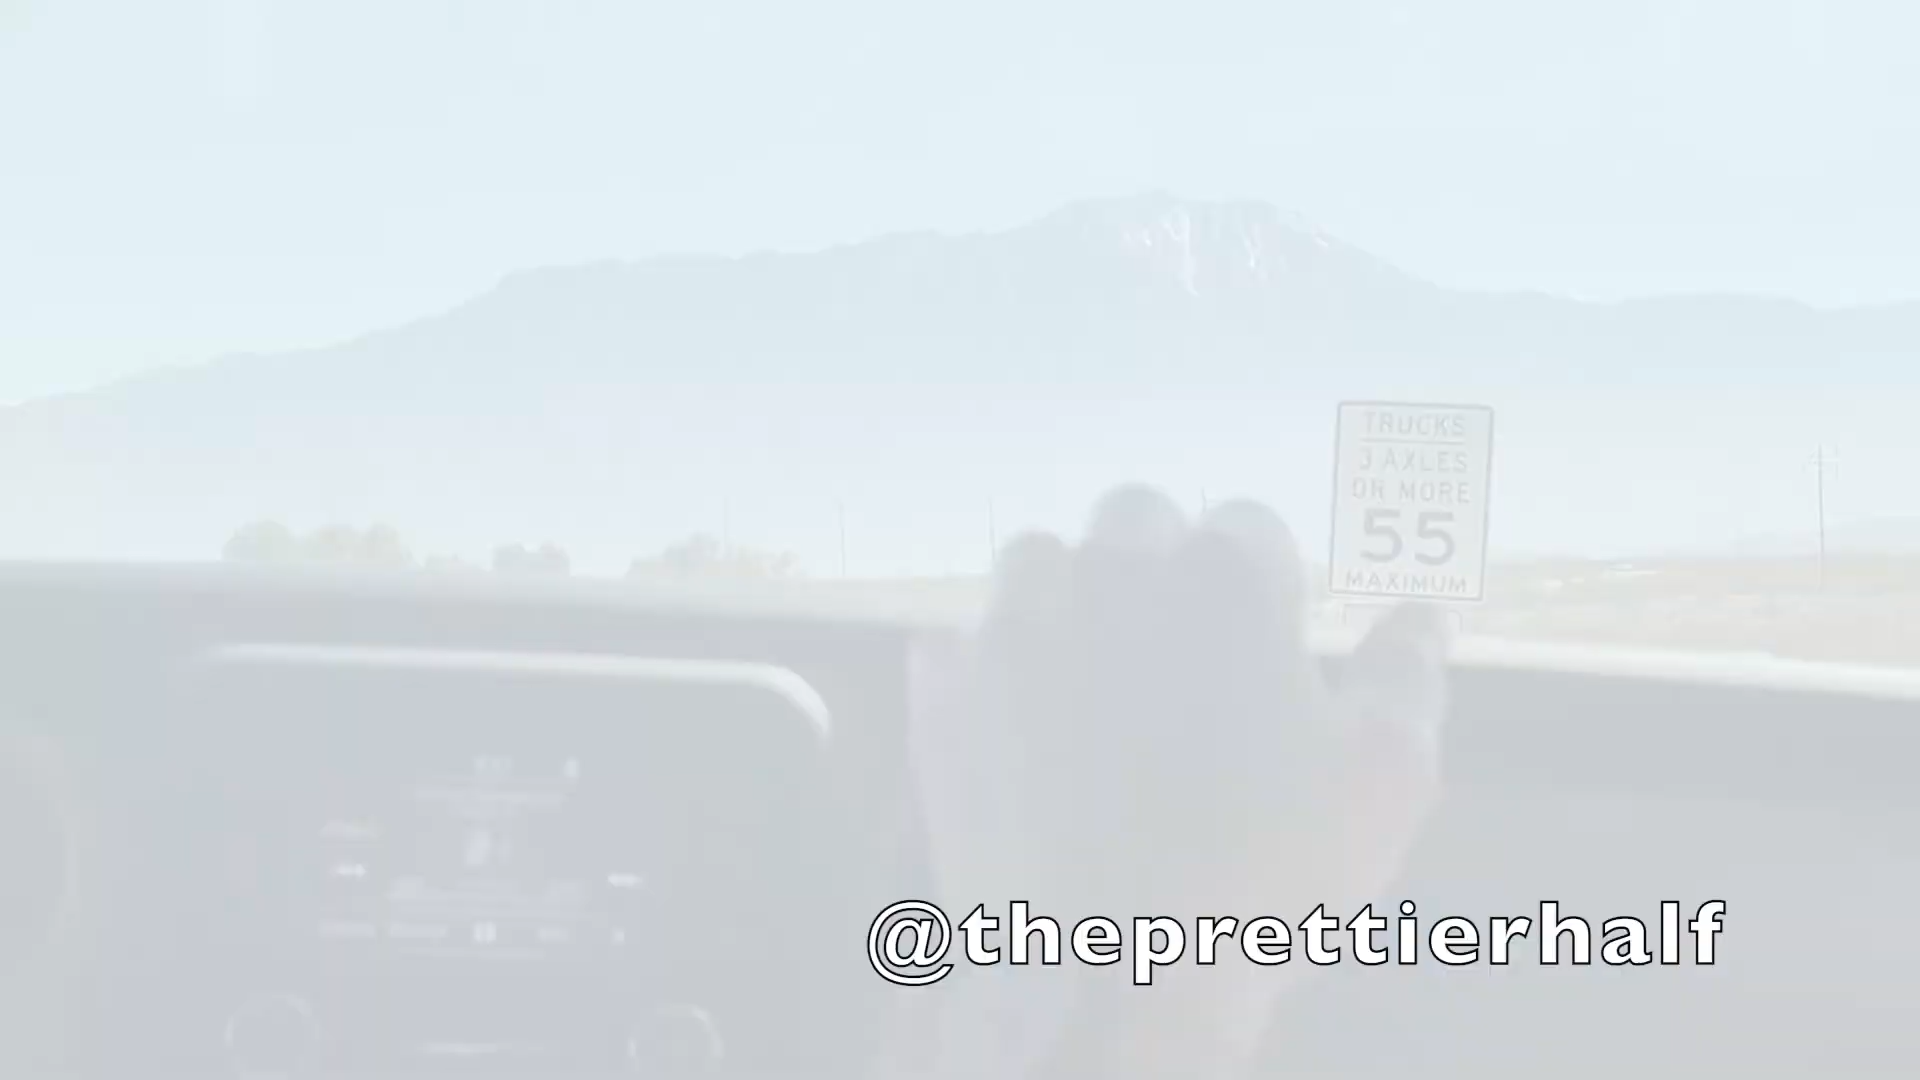 TRUCKS
3 AXLES
OR MORE
55
MAXIMUM
@theprettierhalf